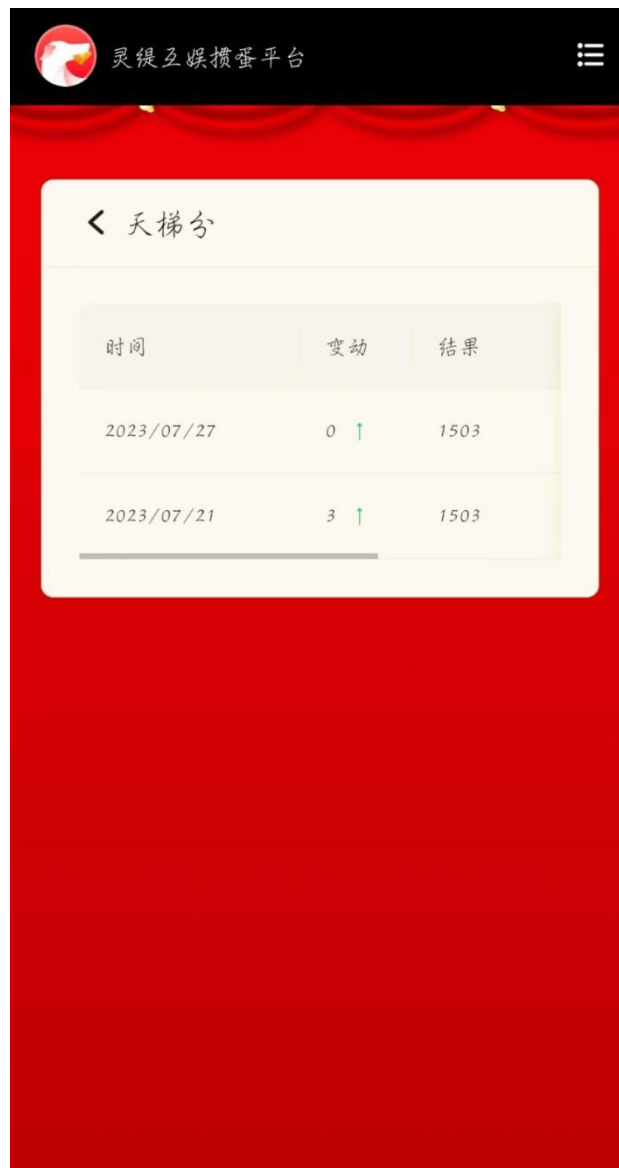 灵缇互娱掼蛋平台
天梯分
时间 变动 结果
2023/07/27 0 ↑ 1503
2023/07/21 3 ↑ 1503